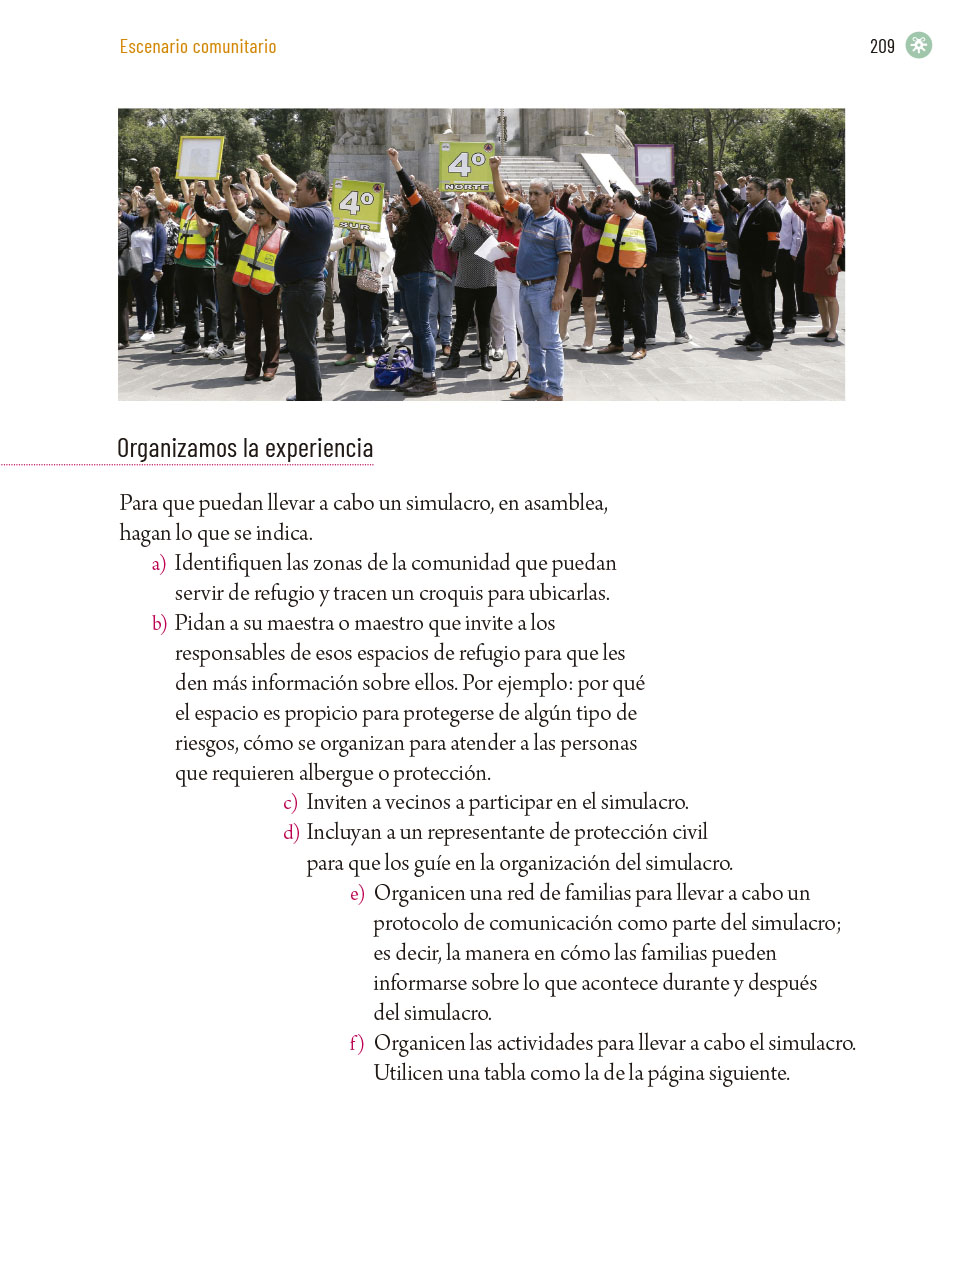 Escenario comunitario
209
4º
SUR
4º
NORTE
Organizamos la experiencia
Para que puedan llevar a cabo un simulacro, en asamblea,
hagan lo que se indica.
a) Identifiquen las zonas de la comunidad que puedan
servir de refugio y tracen un croquis para ubicarlas.
b) Pidan a su maestra o maestro que invite a los
responsables de esos espacios de refugio para que les
den más información sobre ellos. Por ejemplo: por qué
el espacio es propicio para protegerse de algún tipo de
riesgos, cómo se organizan para atender a las personas
que requieren albergue o protección.
c) Inviten a vecinos a participar en el simulacro.
d) Incluyan a un representante de protección civil
para que los guíe en la organización del simulacro.
e) Organicen una red de familias para llevar a cabo un
protocolo de comunicación como parte del simulacro;
es decir, la manera en cómo las familias pueden
informarse sobre lo que acontece durante y después
del simulacro.
f) Organicen las actividades para llevar a cabo el simulacro.
Utilicen una tabla como la de la página siguiente.